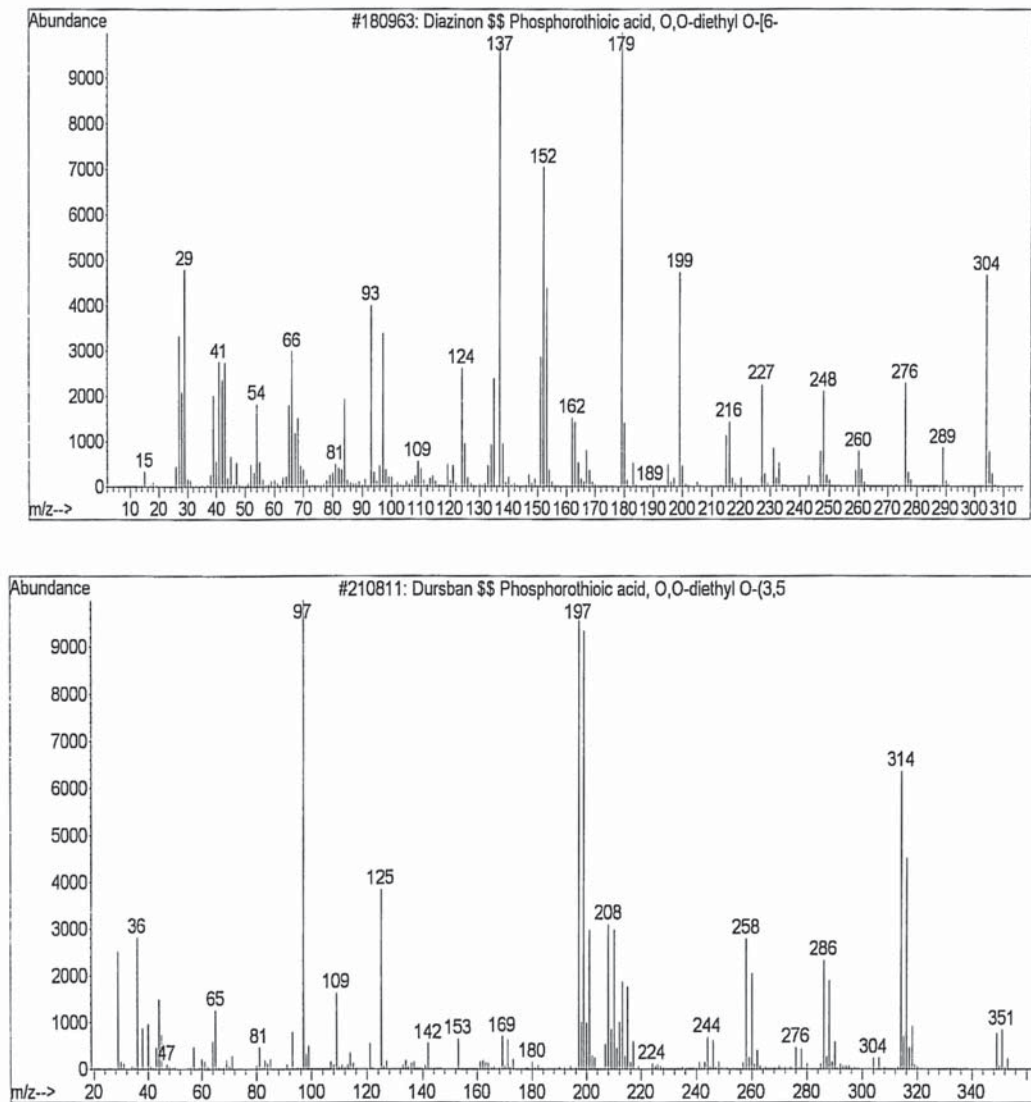 Abundance
#180963: Diazinon $$ Phosphorothioic acid, O,O-diethyl O-[6-
137 179
9000
8000
7000
152
6000
5000
29 199 304
4000
93
3000
41 66 124
2000
54 162 216 227 248 276
1000
15 81 109 189 260 289
0
m/z--> 10 20 30 40 50 60 70 80 90 100 110 120 130 140 150 160 170 180 190 200 210 220 230 240 250 260 270 280 290 300 310
Abundance
#210811: Dursban $$ Phosphorothioic acid, O,O-diethyl O-(3,5
97 197
9000
8000
7000
314
6000
5000
4000
125
3000
36 208 258
2000
286
109
1000
65
47 81 142 153 169 180 224 244 276 304 351
0
20 40 60 80 100 120 140 160 180 200 220 240 260 280 300 320 340
m/z-->